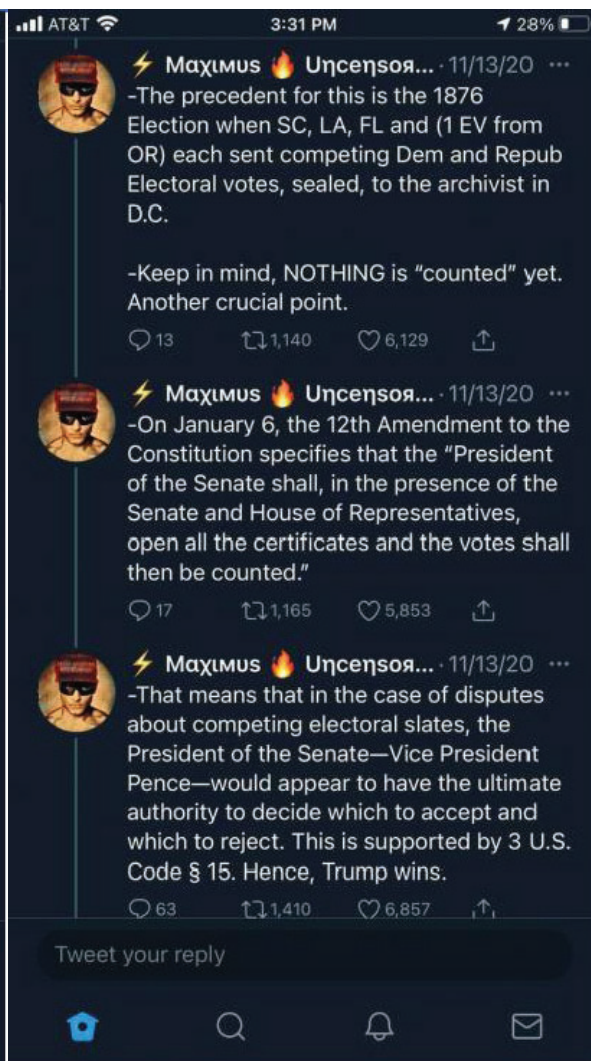 AT&T 3:31 PM 28%
⚡ Mαχιмυs 🔥 Uηceηsoя... · 11/13/20 ···
-The precedent for this is the 1876
Election when SC, LA, FL and (1 EV from
OR) each sent competing Dem and Repub
Electoral votes, sealed, to the archivist in
D.C.
-Keep in mind, NOTHING is “counted” yet.
Another crucial point.
13 1,140 6,129
⚡ Mαχιмυs 🔥 Uηceηsoя... · 11/13/20 ···
-On January 6, the 12th Amendment to the
Constitution specifies that the “President
of the Senate shall, in the presence of the
Senate and House of Representatives,
open all the certificates and the votes shall
then be counted.”
17 1,165 5,853
⚡ Mαχιмυs 🔥 Uηceηsoя... · 11/13/20 ···
-That means that in the case of disputes
about competing electoral slates, the
President of the Senate—Vice President
Pence—would appear to have the ultimate
authority to decide which to accept and
which to reject. This is supported by 3 U.S.
Code § 15. Hence, Trump wins.
63 1,410 6,857
Tweet your reply